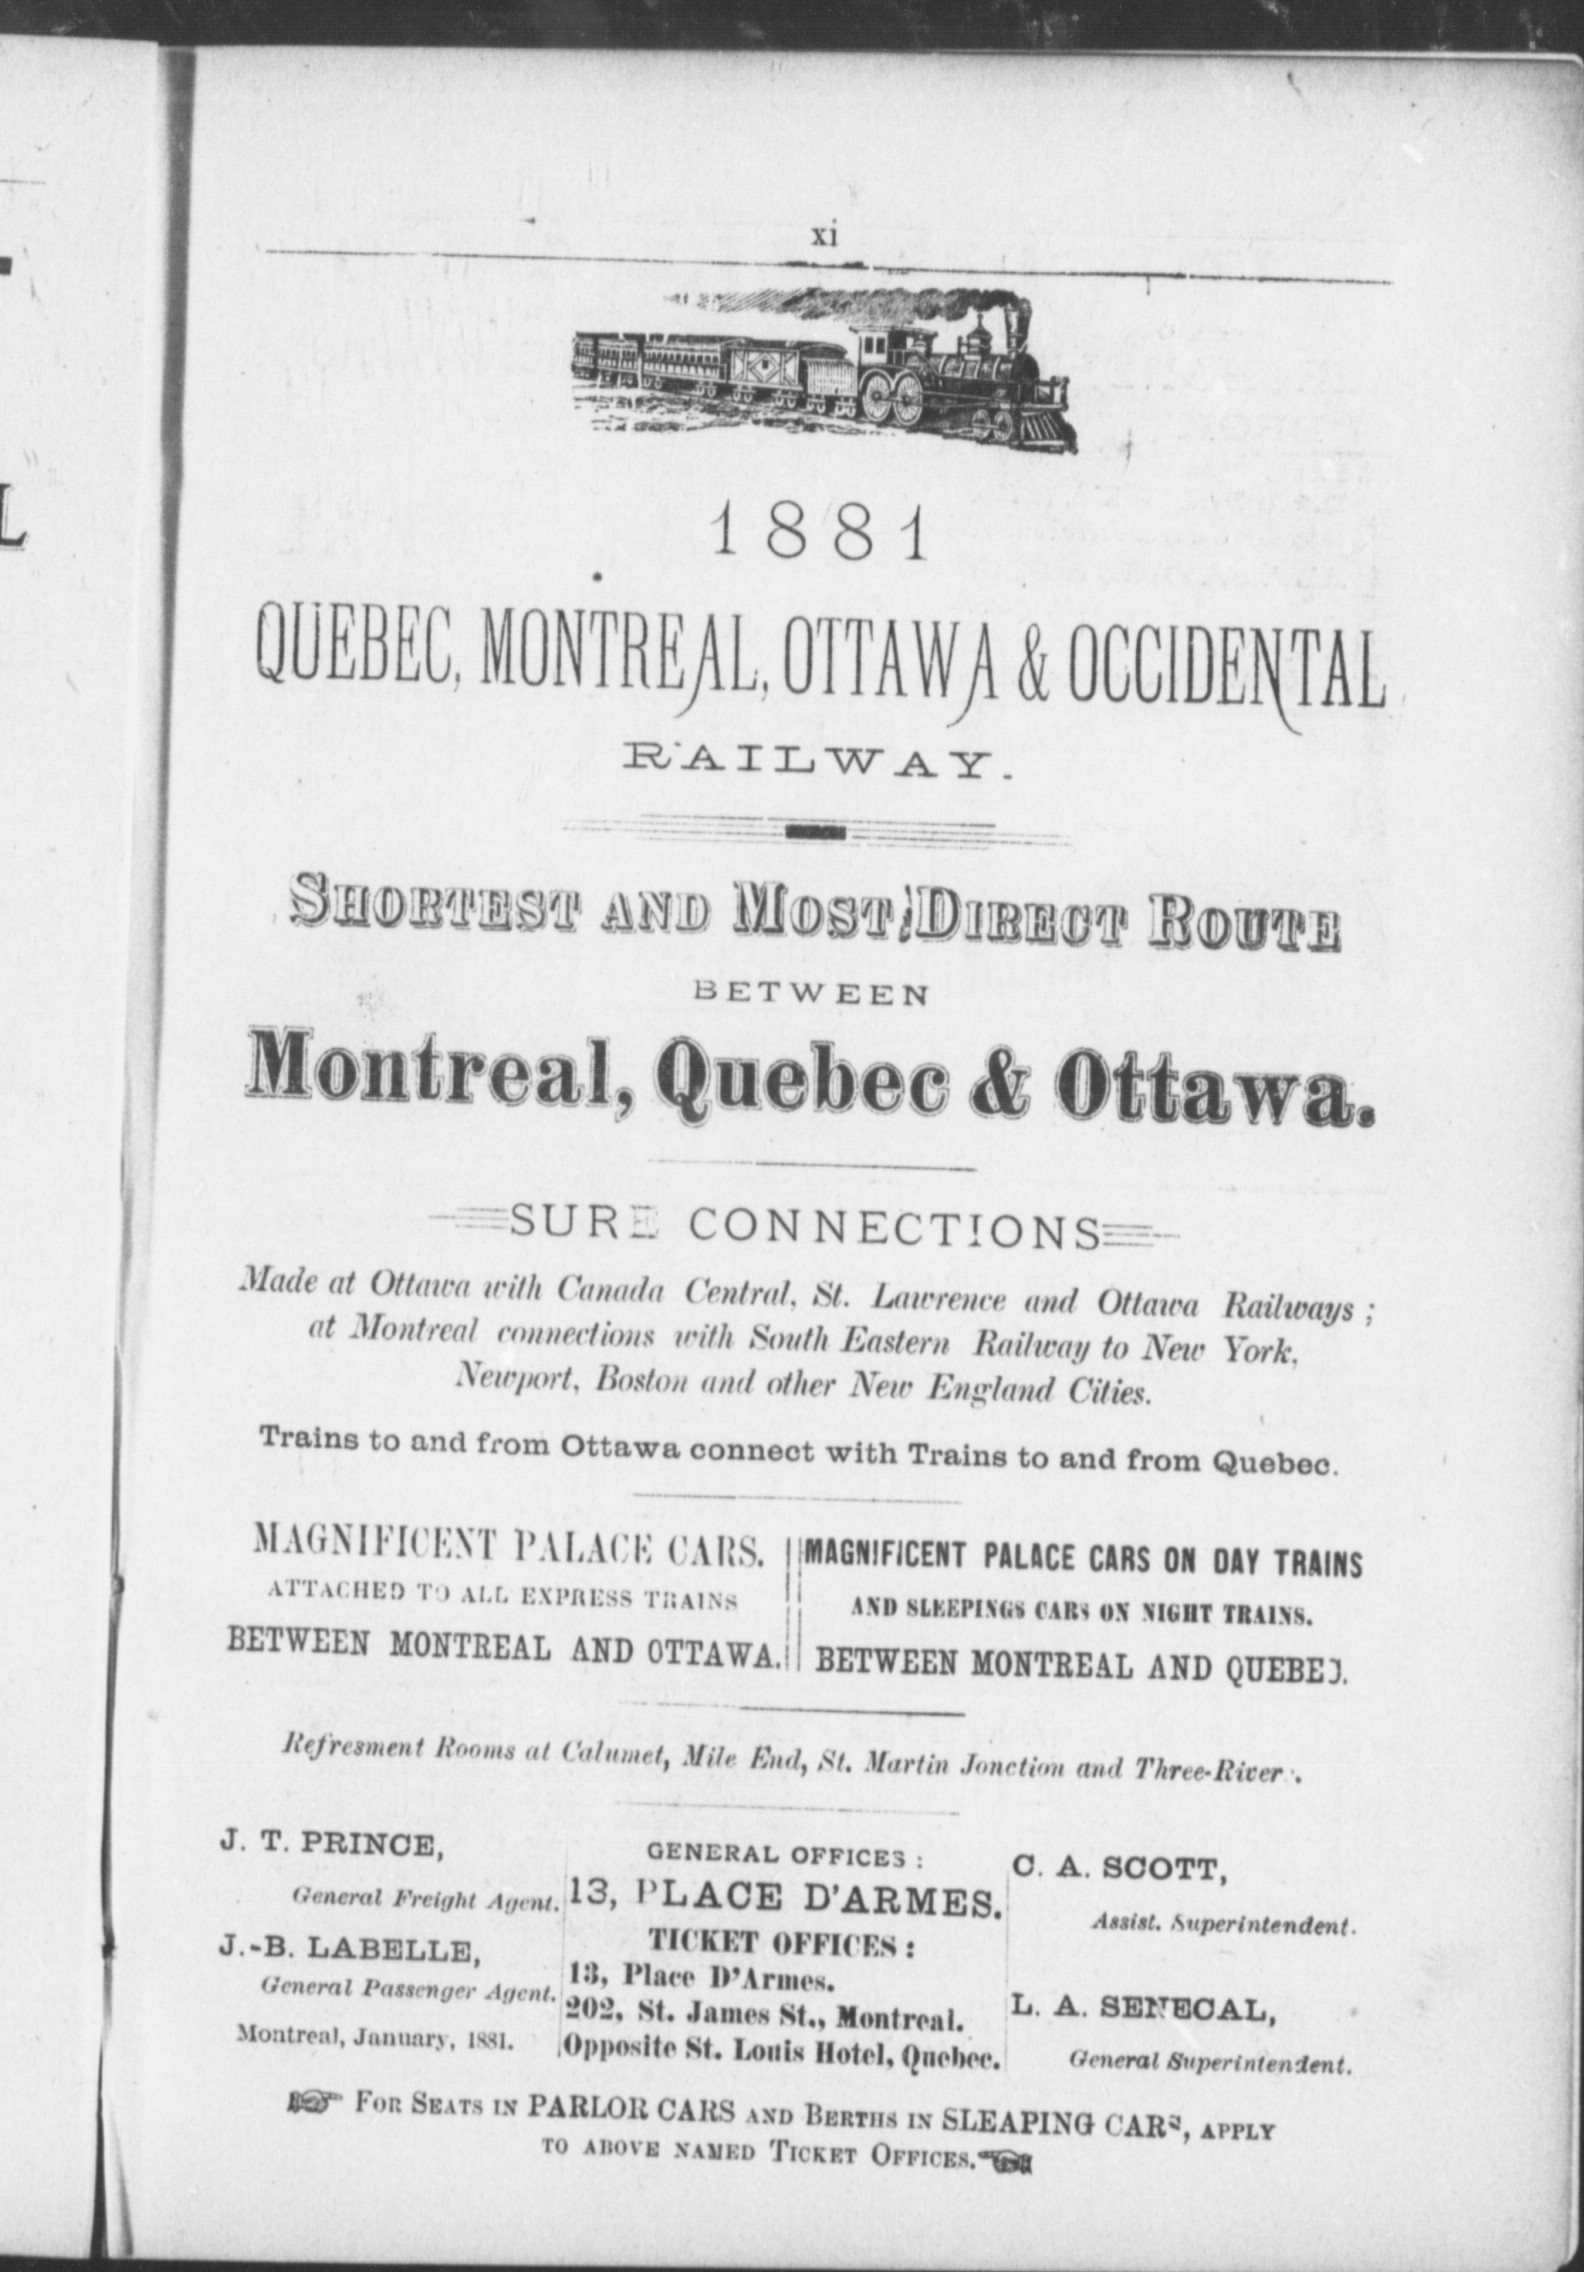 xi
1881
QUEBEC, MONTREAL, OTTAWA & OCCIDENTAL
RAILWAY.
SHORTEST AND MOST DIRECT ROUTE
BETWEEN
Montreal, Quebec & Ottawa.
SURE CONNECTIONS
Made at Ottawa with Canada Central, St. Lawrence and Ottawa Railways ;
at Montreal connections with South Eastern Railway to New York,
Newport, Boston and other New England Cities.
Trains to and from Ottawa connect with Trains to and from Quebec.
MAGNIFICENT PALACE CARS.
ATTACHED TO ALL EXPRESS TRAINS
BETWEEN MONTREAL AND OTTAWA.
MAGNIFICENT PALACE CARS ON DAY TRAINS
AND SLEEPINGS CARS ON NIGHT TRAINS.
BETWEEN MONTREAL AND QUEBEC.
Refresment Rooms at Calumet, Mile End, St. Martin Jonction and Three-Rivers.
J. T. PRINCE,
General Freight Agent.
J.-B. LABELLE,
General Passenger Agent.
Montreal, January, 1881.
GENERAL OFFICES :
13, PLACE D'ARMES.
TICKET OFFICES :
13, Place D'Armes.
202, St. James St., Montreal.
Opposite St. Louis Hotel, Quebec.
C. A. SCOTT,
Assist. Superintendent.
L. A. SENECAL,
General Superintendent.
☞ FOR SEATS IN PARLOR CARS AND BERTHS IN SLEAPING CARS, APPLY
TO ABOVE NAMED TICKET OFFICES. ☜
L